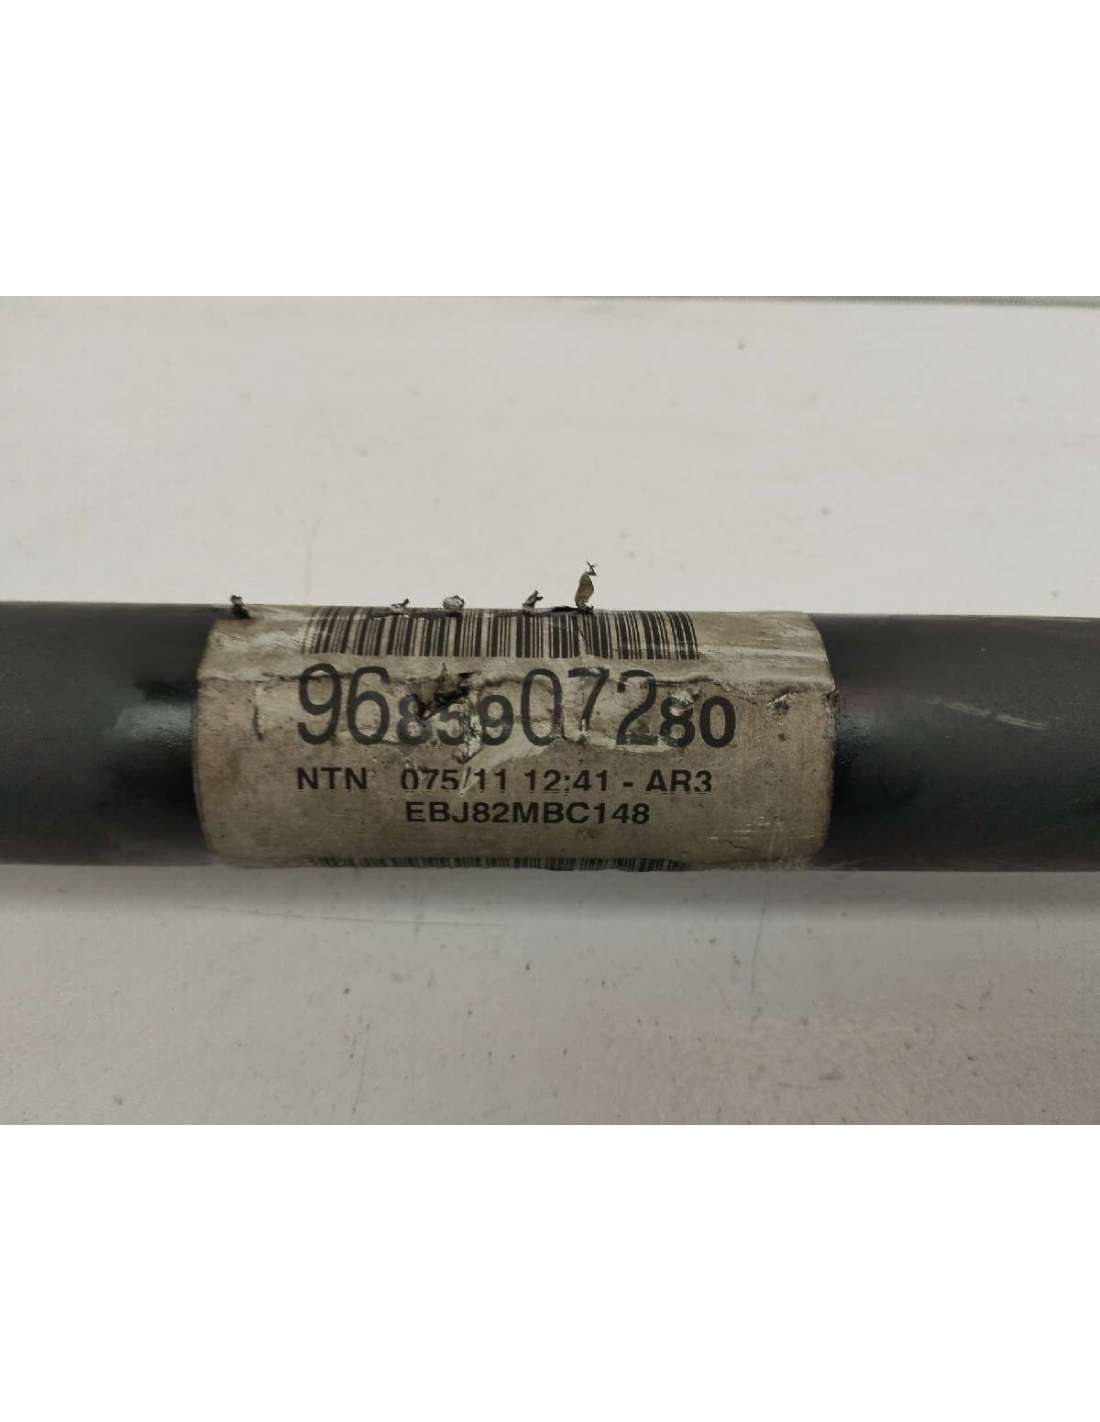 9685907280
NTN 075/11 12:41 - AR3
EBJ82MBC148